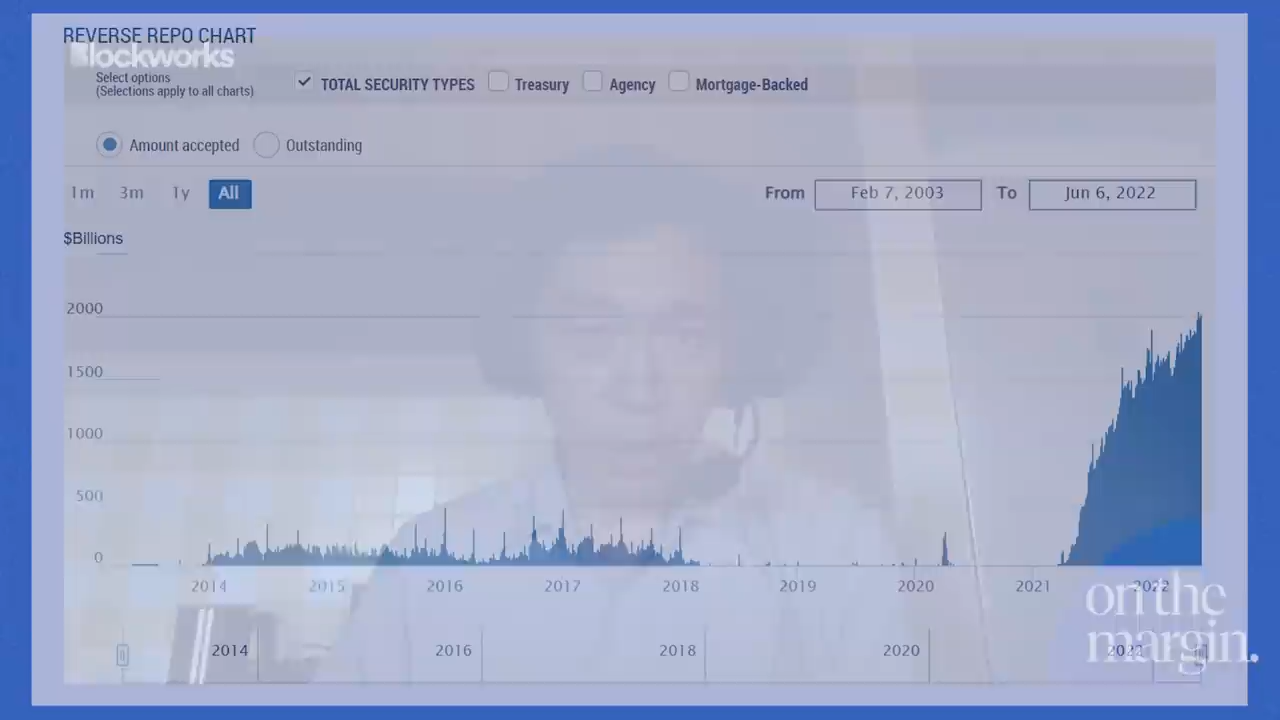 REVERSE REPO CHART
Blockworks
Select options
(Selections apply to all charts)
TOTAL SECURITY TYPES Treasury Agency Mortgage-Backed
Amount accepted Outstanding
1m 3m 1y All From Feb 7, 2003 To Jun 6, 2022
$Billions
2000
1500
1000
500
0
2014 2015 2016 2017 2018 2019 2020 2021 2022
on the
margin.
2014 2016 2018 2020 2022